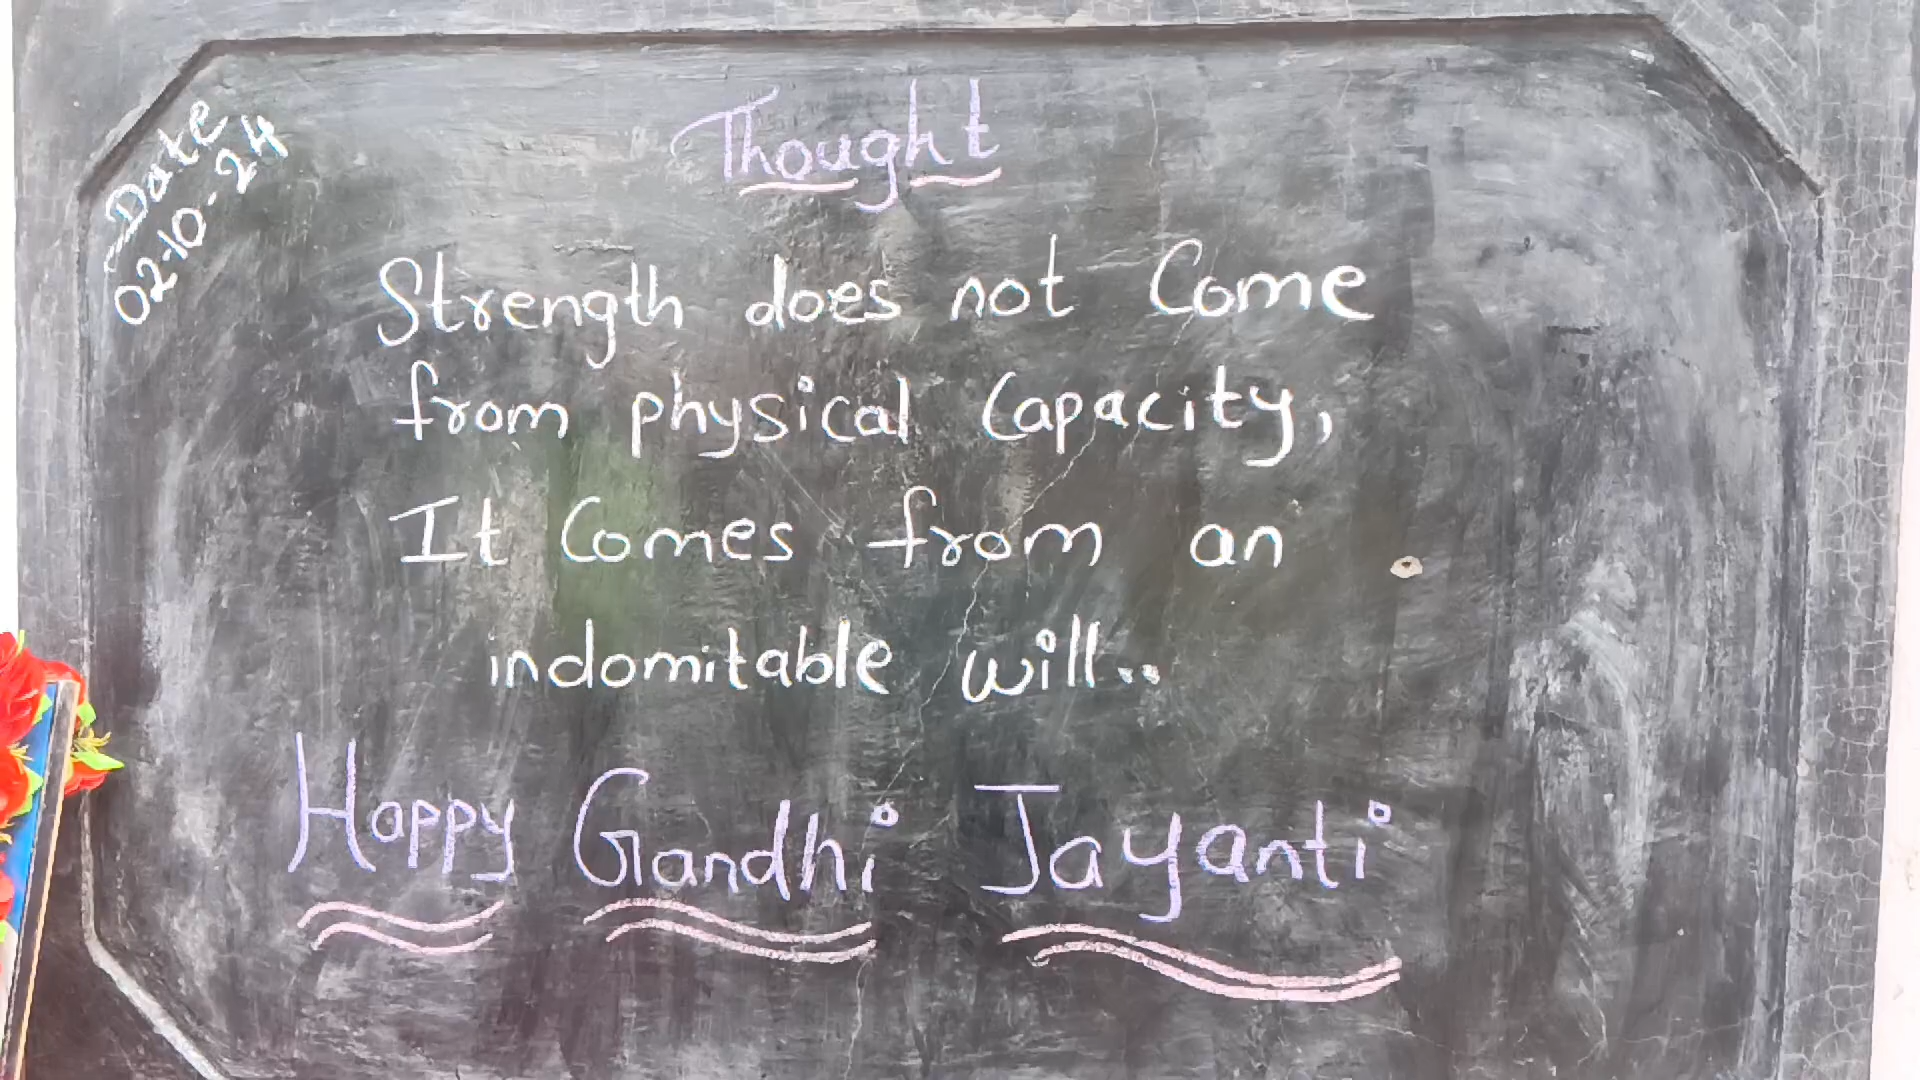 Date
02-10-24
Thought
Strength does not Come
from physical Capacity,
It Comes from an
indomitable will..
Happy Gandhi Jayanti